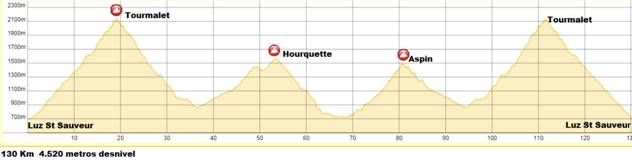 2300m
2100m
1900m
1700m
1500m
1300m
1100m
900m
700m
Tourmalet
Hourquette
Aspin
Tourmalet
Luz St Sauveur
Luz St Sauveur
10 20 30 40 50 60 70 80 90 100 110 120 130
130 Km 4.520 metros desnivel